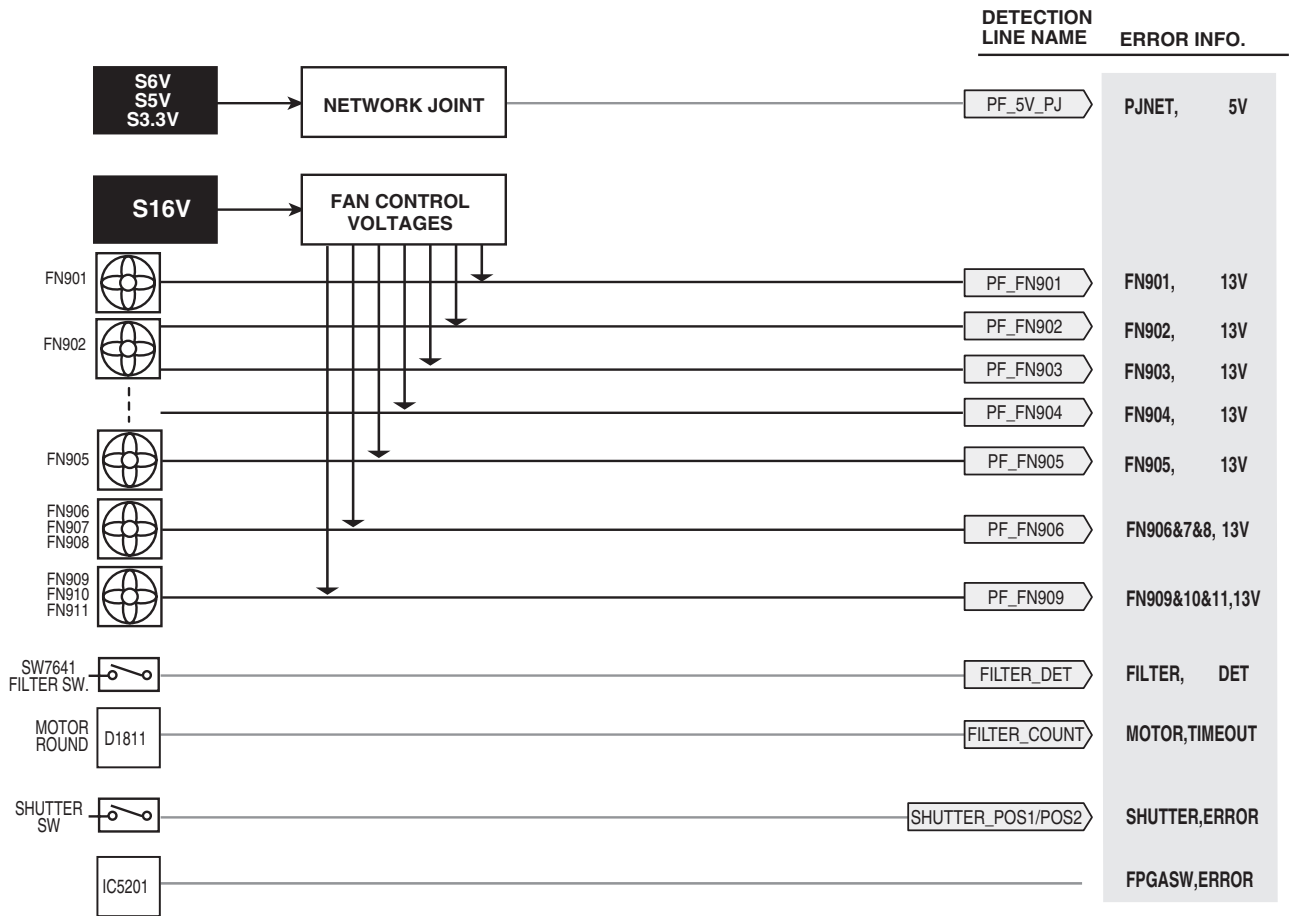 DETECTION
LINE NAME
ERROR INFO.
S6V
S5V
S3.3V
NETWORK JOINT
PF_5V_PJ
PJNET, 5V
S16V
FAN CONTROL
VOLTAGES
FN901
PF_FN901
FN901, 13V
FN902
PF_FN902
FN902, 13V
PF_FN903
FN903, 13V
PF_FN904
FN904, 13V
FN905
PF_FN905
FN905, 13V
FN906
FN907
FN908
PF_FN906
FN906&7&8, 13V
FN909
FN910
FN911
PF_FN909
FN909&10&11,13V
SW7641
FILTER SW.
FILTER_DET
FILTER, DET
MOTOR
ROUND
D1811
FILTER_COUNT
MOTOR,TIMEOUT
SHUTTER
SW
SHUTTER_POS1/POS2
SHUTTER,ERROR
IC5201
FPGASW,ERROR